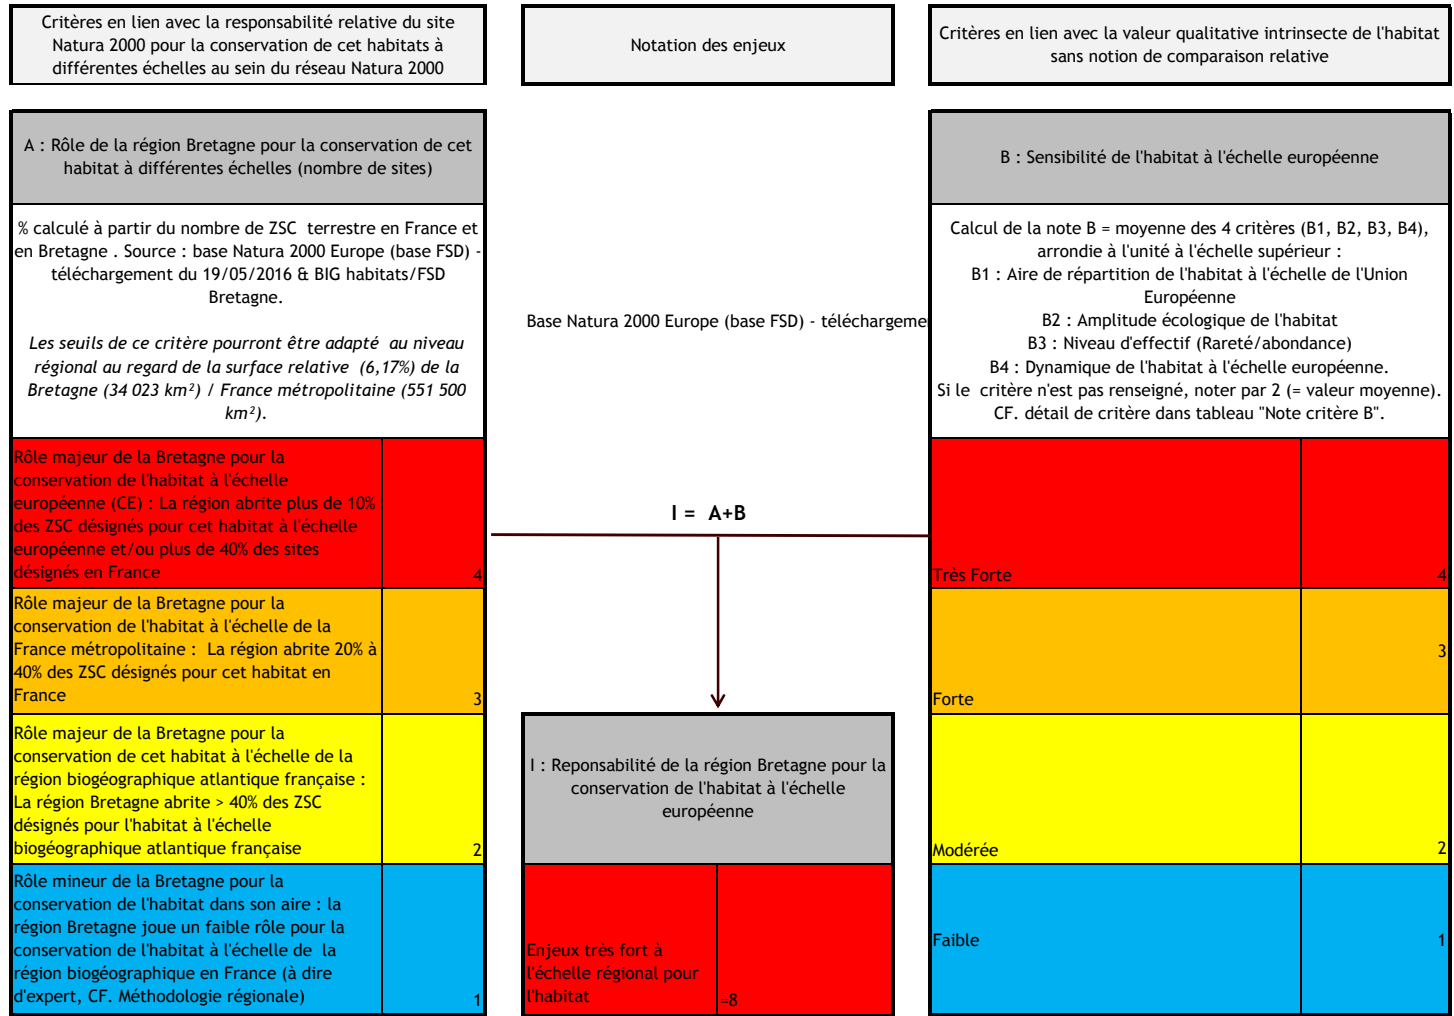 Critères en lien avec la responsabilité relative du site
Natura 2000 pour la conservation de cet habitats à
différentes échelles au sein du réseau Natura 2000
Notation des enjeux
Critères en lien avec la valeur qualitative intrinsecte de l'habitat
sans notion de comparaison relative
A : Rôle de la région Bretagne pour la conservation de cet
habitat à différentes échelles (nombre de sites)
% calculé à partir du nombre de ZSC terrestre en France et
en Bretagne . Source : base Natura 2000 Europe (base FSD) -
téléchargement du 19/05/2016 & BIG habitats/FSD
Bretagne.
Les seuils de ce critère pourront être adapté au niveau
régional au regard de la surface relative (6,17%) de la
Bretagne (34 023 km²) / France métropolitaine (551 500
km²).
Rôle majeur de la Bretagne pour la
conservation de l'habitat à l'échelle
européenne (CE) : La région abrite plus de 10%
des ZSC désignés pour cet habitat à l'échelle
européenne et/ou plus de 40% des sites
désignés en France
4
Rôle majeur de la Bretagne pour la
conservation de l'habitat à l'échelle de la
France métropolitaine : La région abrite 20% à
40% des ZSC désignés pour cet habitat en
France
3
Rôle majeur de la Bretagne pour la
conservation de cet habitat à l'échelle de la
région biogéographique atlantique française :
La région Bretagne abrite > 40% des ZSC
désignés pour l'habitat à l'échelle
biogéographique atlantique française
2
Rôle mineur de la Bretagne pour la
conservation de l'habitat dans son aire : la
région Bretagne joue un faible rôle pour la
conservation de l'habitat à l'échelle de la
région biogéographique en France (à dire
d'expert, CF. Méthodologie régionale)
1
Base Natura 2000 Europe (base FSD) - téléchargeme
I = A+B
I : Reponsabilité de la région Bretagne pour la
conservation de l'habitat à l'échelle
européenne
Enjeux très fort à
l'échelle régional pour
l'habitat
=8
B : Sensibilité de l'habitat à l'échelle européenne
Calcul de la note B = moyenne des 4 critères (B1, B2, B3, B4),
arrondie à l'unité à l'échelle supérieur :
B1 : Aire de répartition de l'habitat à l'échelle de l'Union
Européenne
B2 : Amplitude écologique de l'habitat
B3 : Niveau d'effectif (Rareté/abondance)
B4 : Dynamique de l'habitat à l'échelle européenne.
Si le critère n'est pas renseigné, noter par 2 (= valeur moyenne).
CF. détail de critère dans tableau "Note critère B".
Très Forte
4
Forte
3
Modérée
2
Faible
1